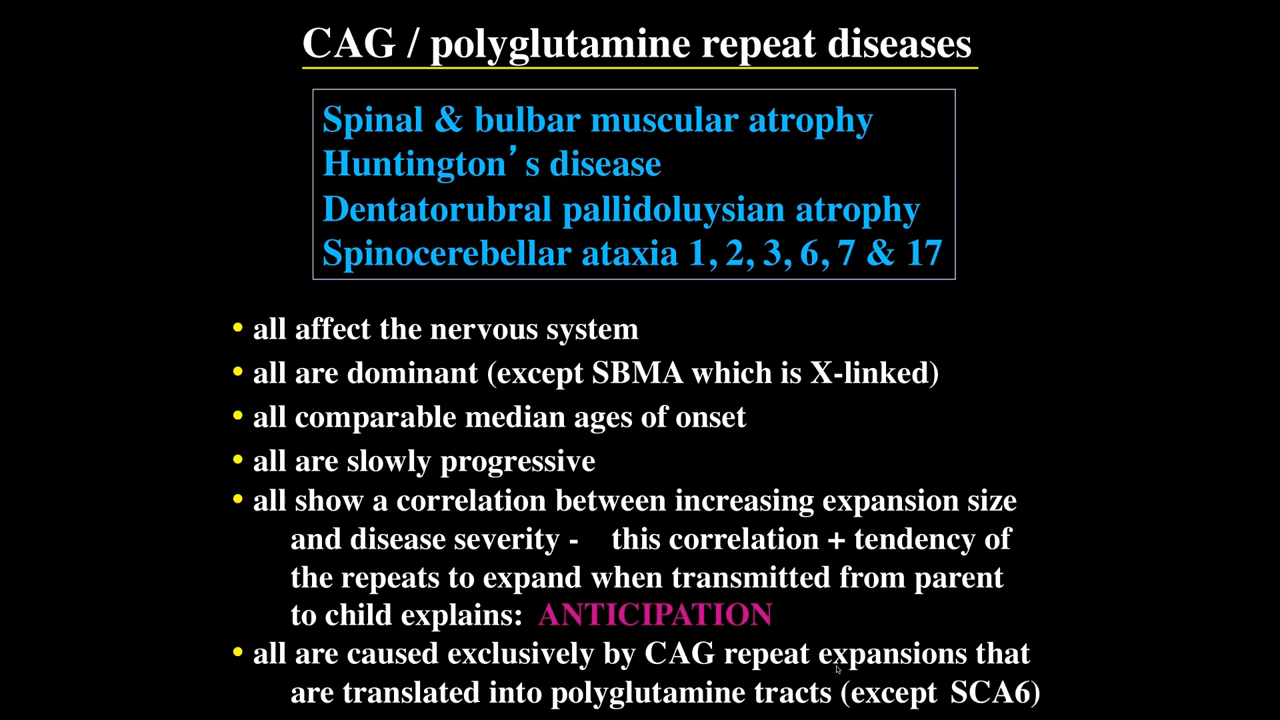 CAG / polyglutamine repeat diseases
Spinal & bulbar muscular atrophy
Huntington’s disease
Dentatorubral pallidoluysian atrophy
Spinocerebellar ataxia 1, 2, 3, 6, 7 & 17
• all affect the nervous system
• all are dominant (except SBMA which is X-linked)
• all comparable median ages of onset
• all are slowly progressive
• all show a correlation between increasing expansion size
and disease severity - this correlation + tendency of
the repeats to expand when transmitted from parent
to child explains: ANTICIPATION
• all are caused exclusively by CAG repeat expansions that
are translated into polyglutamine tracts (except SCA6)